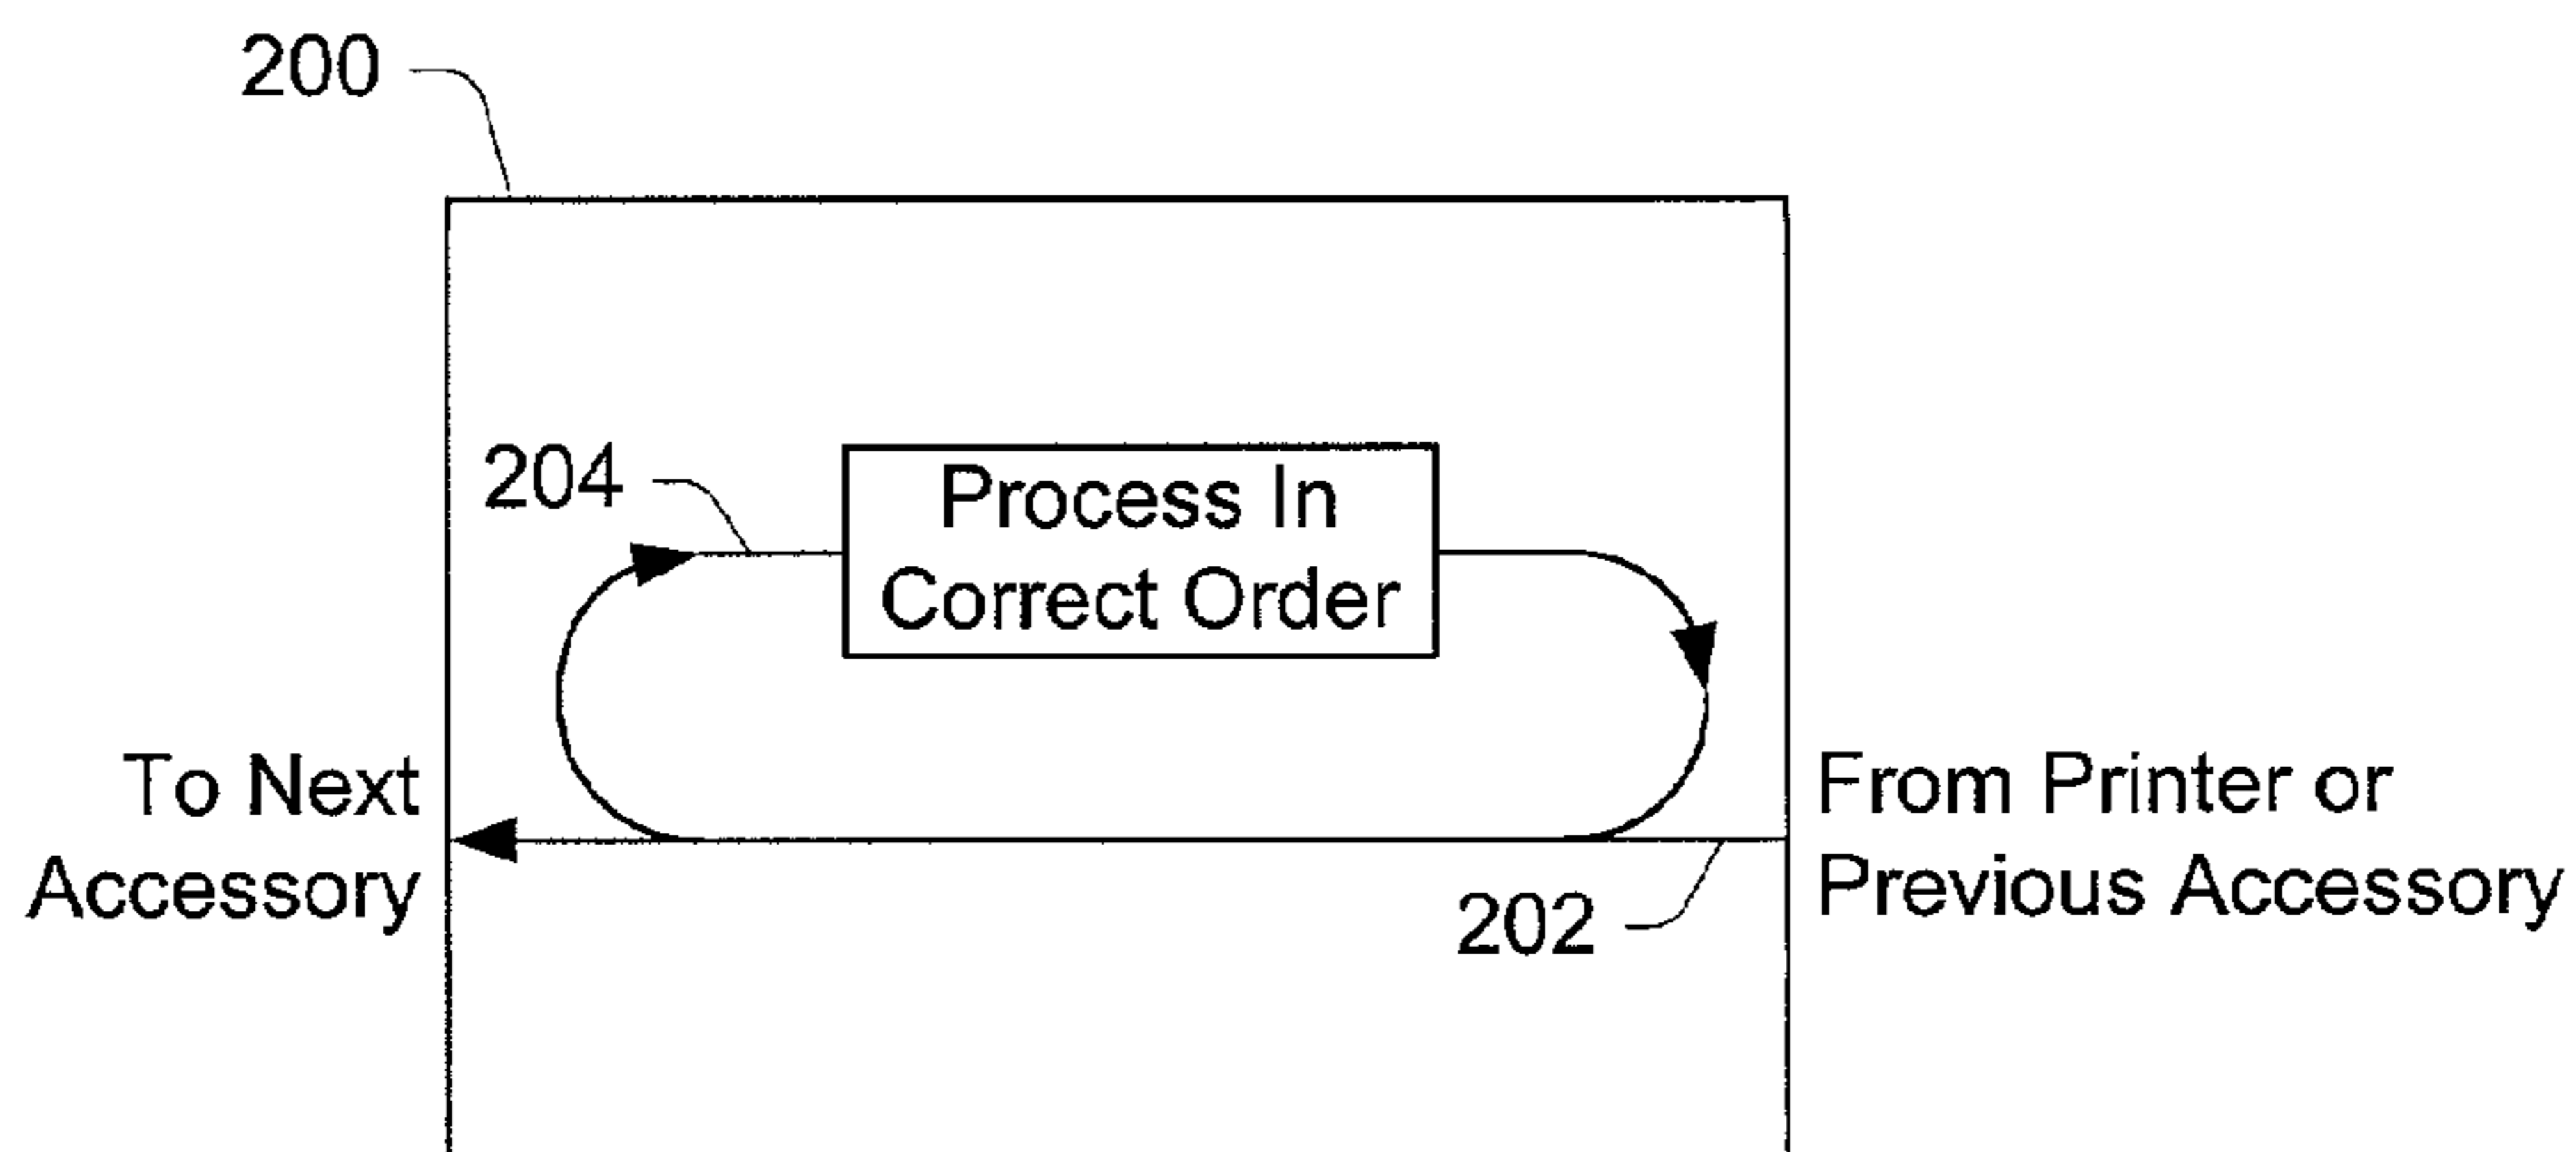 200
204
Process In
Correct Order
To Next
Accessory
From Printer or
Previous Accessory
202